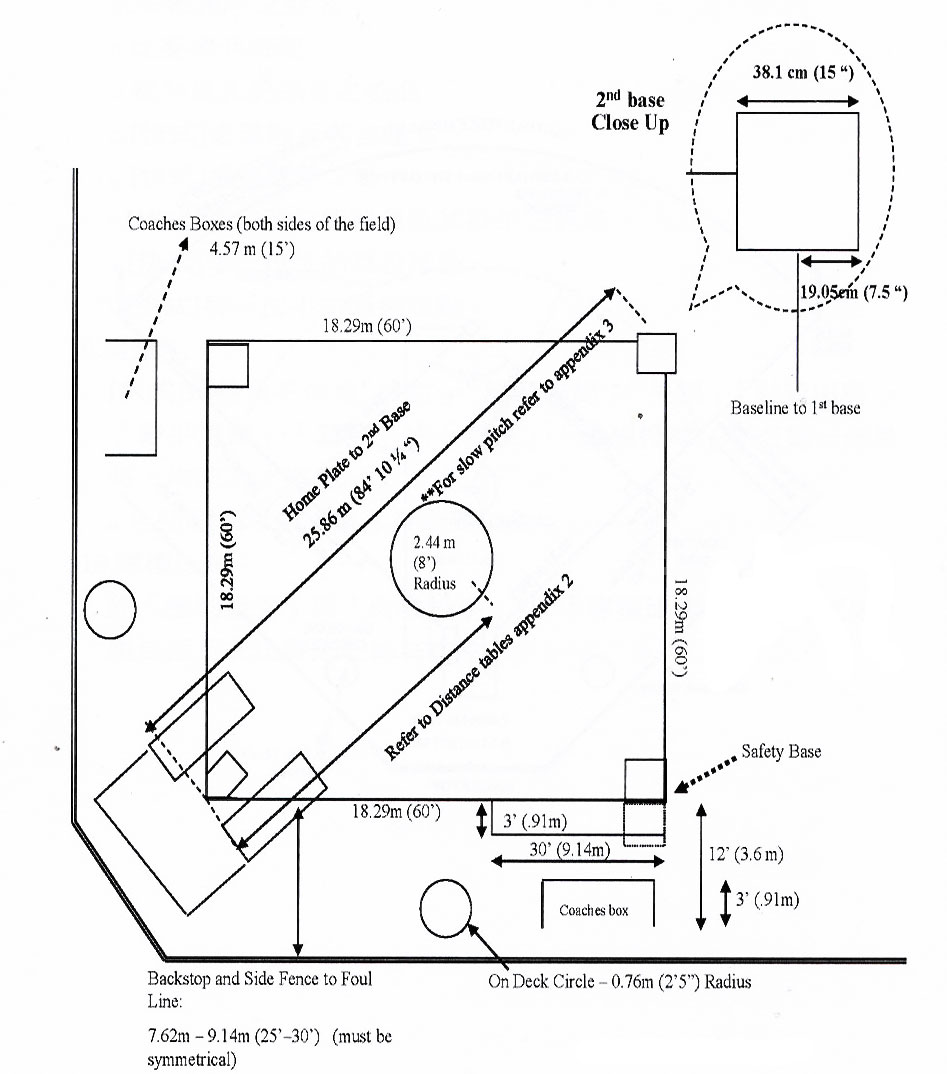 38.1 cm (15 “)
2nd base
Close Up
19.05cm (7.5 “)
Baseline to 1st base
Coaches Boxes (both sides of the field)
4.57 m (15’)
18.29m (60’)
Home Plate to 2nd Base
25.86 m (84’ 10 ¼ “)
**For slow pitch refer to appendix 3
2.44 m
(8’)
Radius
18.29m (60’)
18.29m (60’)
Refer to Distance tables appendix 2
Safety Base
18.29m (60’)
3’ (.91m)
30’ (9.14m)
12’ (3.6 m)
3’ (.91m)
Coaches box
Backstop and Side Fence to Foul
Line:
On Deck Circle – 0.76m (2’5”) Radius
7.62m – 9.14m (25’–30’) (must be
symmetrical)